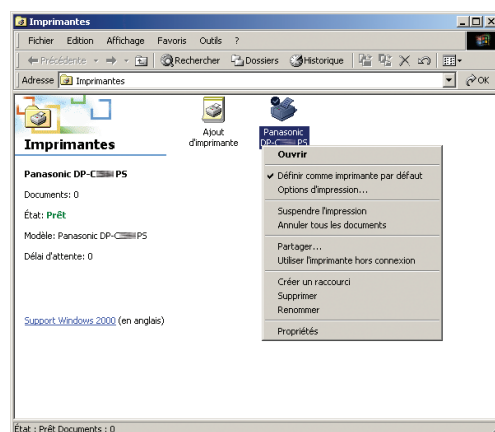 Imprimantes
Fichier Edition Affichage Favoris Outils ?
Précédente Rechercher Dossiers Historique
Adresse Imprimantes OK
Ajout d'imprimante
Panasonic DP-C PS
Imprimantes
Panasonic DP-C PS
Documents: 0
État: Prêt
Modèle: Panasonic DP-C PS
Délai d'attente: 0
Support Windows 2000 (en anglais)
Ouvrir
Définir comme imprimante par défaut
Options d'impression...
Suspendre l'impression
Annuler tous les documents
Partager...
Utiliser l'imprimante hors connexion
Créer un raccourci
Supprimer
Renommer
Propriétés
État : Prêt Documents : 0